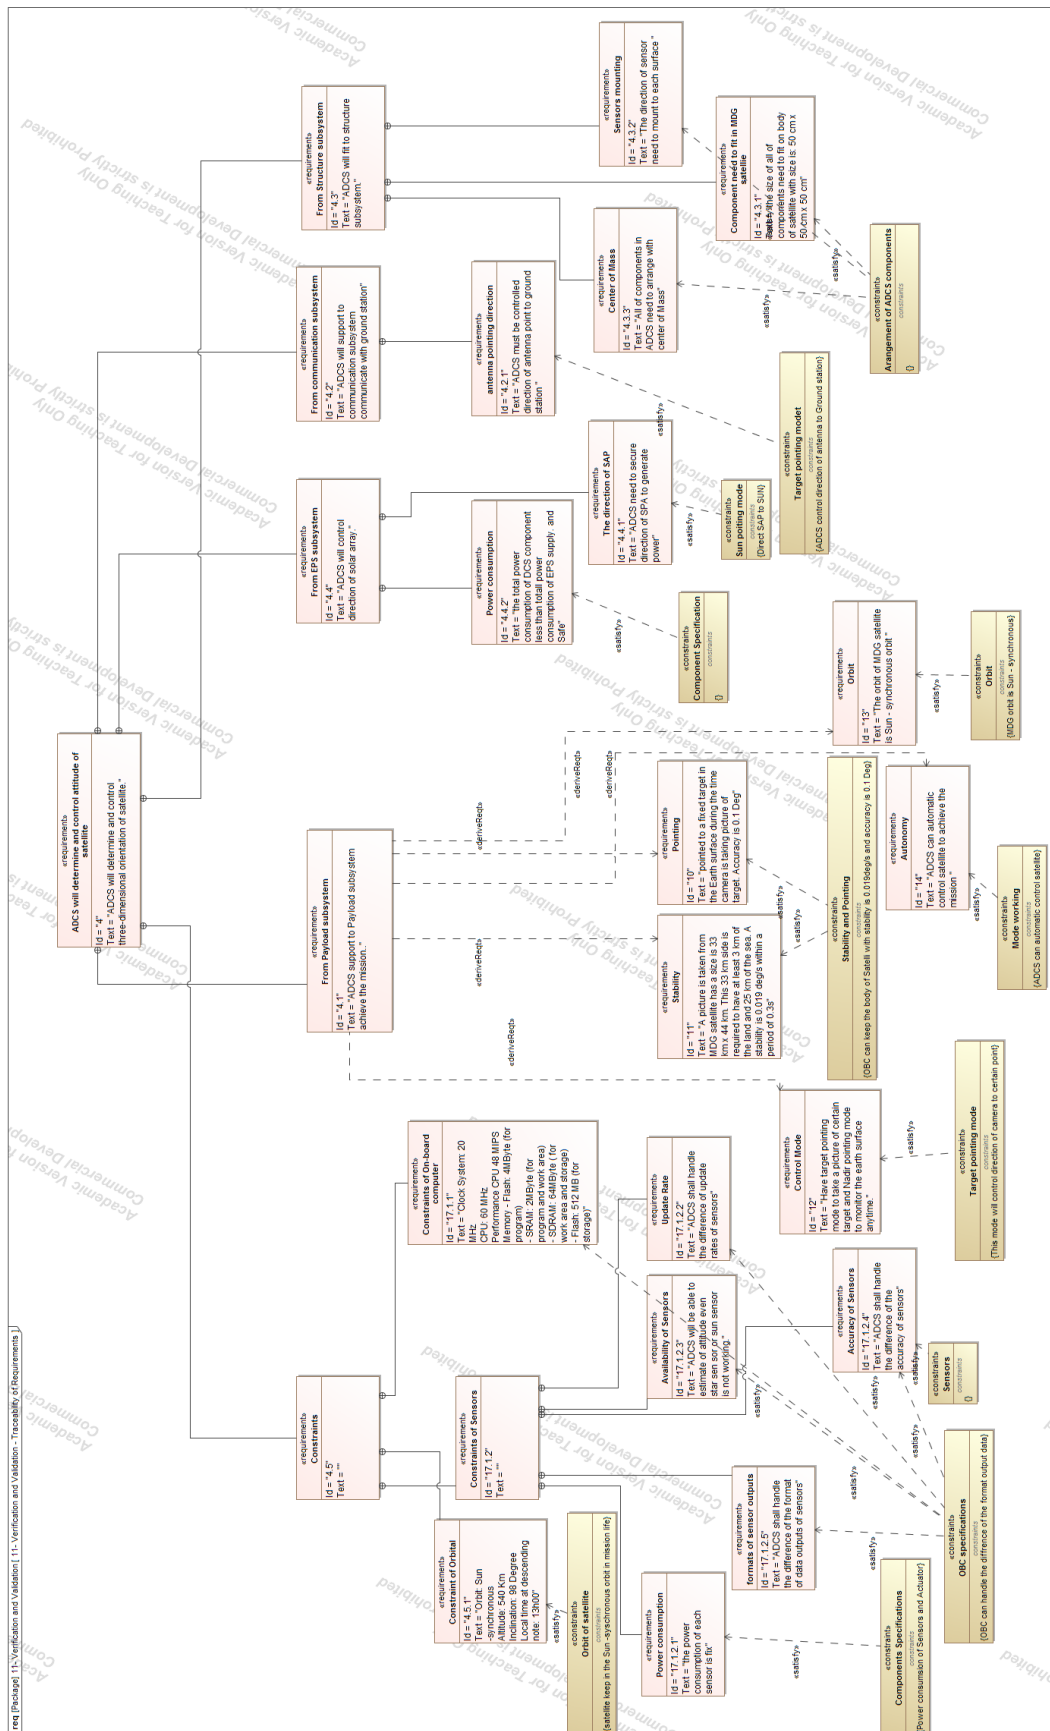 req [Package] 11- Verification and Validation [ 11- Verification and Validation - Traceability of Requirements ]
«requirement»
ADCS will determine and control attitude of
satellite
Id = "4"
Text = "ADCS will determine and control
three-dimensional orientation of satellite."
«requirement»
Constraints
Id = "4.5"
Text = ""
«requirement»
From Payload subsystem
Id = "4.1"
Text = "ADCS support to Payload subsystem
achieve the mission."
«requirement»
From EPS subsystem
Id = "4.4"
Text = "ADCS will control
direction of solar array."
«requirement»
From communication subsystem
Id = "4.2"
Text = "ADCS will support to
communication subsystem
communicate with ground station"
«requirement»
From Structure subsystem
Id = "4.3"
Text = "ADCS will fit to structure
subsystem."
«requirement»
Constraint of Orbital
Id = "4.5.1"
Text = "Orbit: Sun
-synchronous
Altitude: 540 Km
Inclination: 98 Degree
Local time at descending
note: 13h00"
«satisfy»
«constraint»
Orbit of satellite
constraints
{satellite keep in the Sun -syschronous orbit in mission life}
«requirement»
Constraints of Sensors
Id = "17.1.2"
Text = ""
«requirement»
Constraints of On-board
computer
Id = "17.1.1"
Text = "Clock System: 20
MHz
CPU: 60 MHz
Performance CPU 48 MIPS
Memory - Flash: 4MByte (for
program)
- SRAM: 2MByte (for
program and work area)
- SDRAM: 64MByte ( for
work area and storage)
- Flash: 512 MB (for
storage)"
«requirement»
Power consumption
Id = "17.1.2.1"
Text = "the power
consumption of each
sensor is fix"
«satisfy»
«constraint»
Components Specifications
constraints
{Power consumsion of Sensors and Actuator}
«requirement»
formats of sensor outputs
Id = "17.1.2.5"
Text = "ADCS shall handle
the difference of the format
of data outputs of sensors"
«satisfy»
«requirement»
Availability of Sensors
Id = "17.1.2.3"
Text = "ADCS will be able to
estimate of attitude even
star sen sor or sun sensor
is not working."
«satisfy»
«requirement»
Update Rate
Id = "17.1.2.2"
Text = "ADCS shall handle
the difference of update
rates of sensors"
«satisfy»
«requirement»
Accuracy of Sensors
Id = "17.1.2.4"
Text = "ADCS shall handle
the difference of the
accuracy of sensors"
«satisfy»
«satisfy»
«constraint»
Sensors
constraints
{}
«satisfy»
«constraint»
OBC specifications
constraints
{OBC can handle the diffrence of the format output data}
«deriveReqt»
«requirement»
Control Mode
Id = "12"
Text = "Have target pointing
mode to take a picture of certain
target and Nadir pointing mode
to monitor the earth surface
anytime."
«satisfy»
«constraint»
Target pointing mode
constraints
{This mode will control direction of camera to certain point}
«deriveReqt»
«requirement»
Stability
Id = "11"
Text = "A picture is taken from
MDG satellite has a size is 33
km x 44 km. This 33 km side is
required to have at least 3 km of
the land and 25 km of the sea. A
stability is 0.019 deg/s within a
period of 0.3s"
«satisfy»
«deriveReqt»
«requirement»
Pointing
Id = "10"
Text = "pointed to a fixed target in
the Earth surface during the time
camera is taking picture of
target. Accuracy is 0.1 Deg"
«satisfy»
«constraint»
Stability and Pointing
constraints
{OBC can keep the body of Satelli with stability is 0.019deg/s and accuracy is 0.1 Deg}
«deriveReqt»
«requirement»
Autonomy
Id = "14"
Text = "ADCS can automatic
control satellite to achieve the
mission"
«satisfy»
«constraint»
Mode working
constraints
{ADCS can automatic control satellite}
«deriveReqt»
«requirement»
Orbit
Id = "13"
Text = "The orbit of MDG satellite
is Sun - synchronous orbit "
«satisfy»
«constraint»
Orbit
constraints
{MDG orbit is Sun - synchronous}
«requirement»
Power consumption
Id = "4.4.2"
Text = "the total power
consumption of DCS component
less than totall power
consumption of EPS supply. and
Safe"
«satisfy»
«constraint»
Component Specification
constraints
{}
«requirement»
The direction of SAP
Id = "4.4.1"
Text = "ADCS need to secure
direction of SPA to generate
power"
«satisfy»
«constraint»
Sun poiting mode
constraints
{Direct SAP to SUN}
«requirement»
antenna pointing direction
Id = "4.2.1"
Text = "ADCS must be controlled
direction of antenna point to ground
station"
«satisfy»
«constraint»
Target pointing modet
constraints
{ADCS control direction of antenna to Ground station}
«requirement»
Center of Mass
Id = "4.3.3"
Text = "All of components in
ADCS need to arrange with
center of Mass"
«satisfy»
«requirement»
Sensors mounting
Id = "4.3.2"
Text = "The direction of sensor
need to mount to each surface "
«requirement»
Component need to fit in MDG
satellie
Id = "4.3.1"
Text = "the size of all of
components need to fit on body
of satellite with size is: 50 cm x
50 cm x 50 cm"
«satisfy»
«satisfy»
«constraint»
Arangement of ADCS components
constraints
{}
Academic Version for Teaching Only
Commercial Development is strictly Prohibited